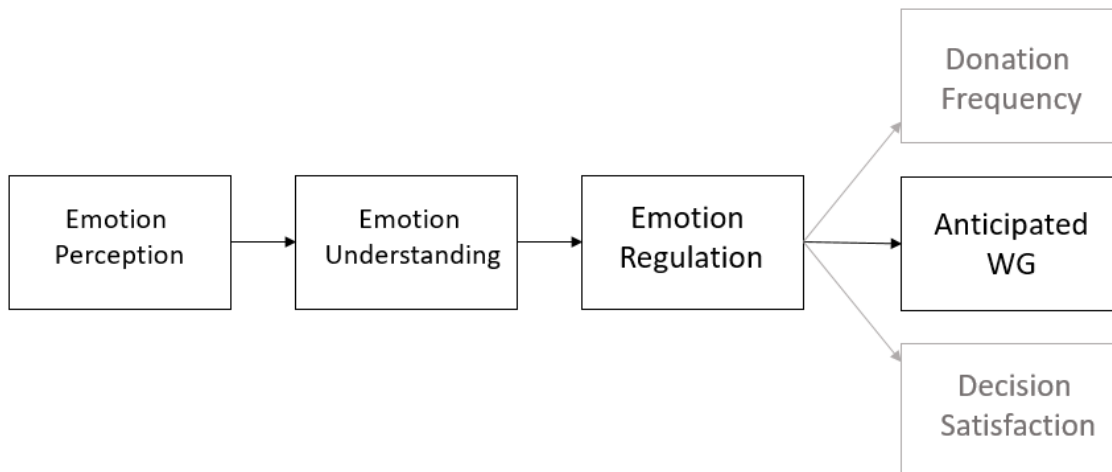 Emotion
Perception
Emotion
Understanding
Emotion
Regulation
Donation
Frequency
Anticipated
WG
Decision
Satisfaction